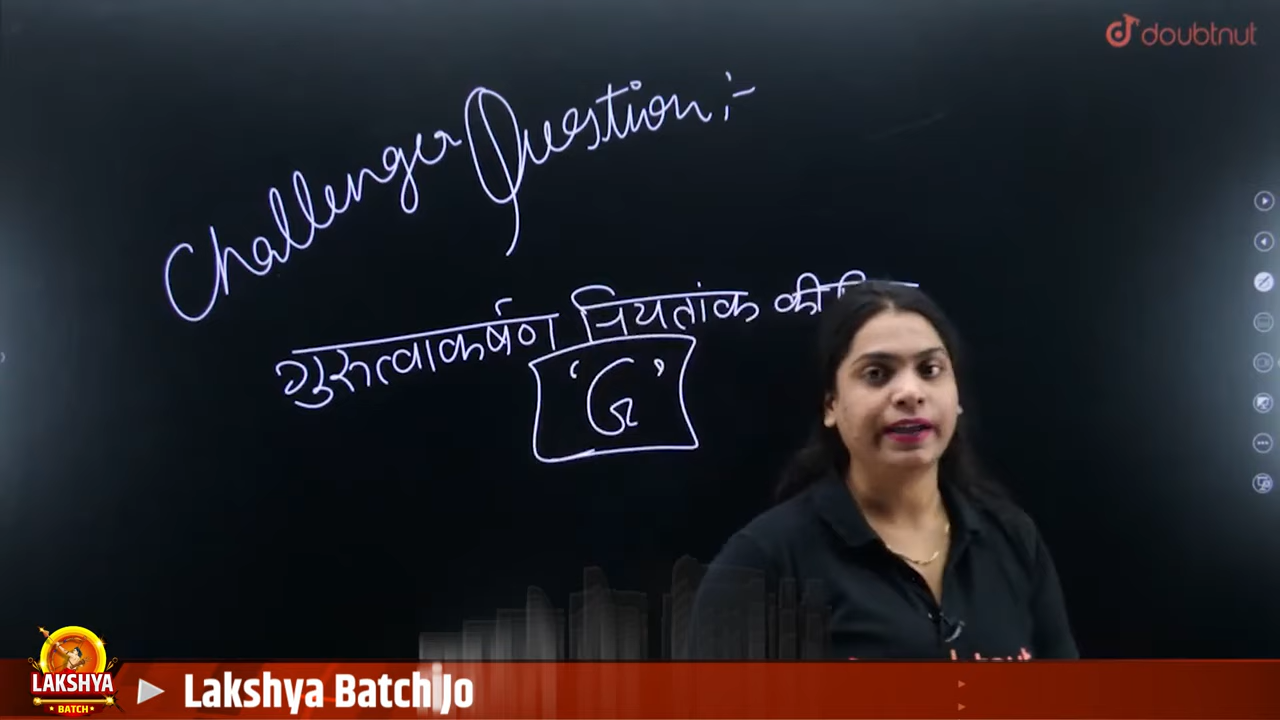 doubtnut
Challenger Question :-
गुरुत्वाकर्षण नियतांक की
'G'
LAKSHYA
BATCH
Lakshya Batch Jo